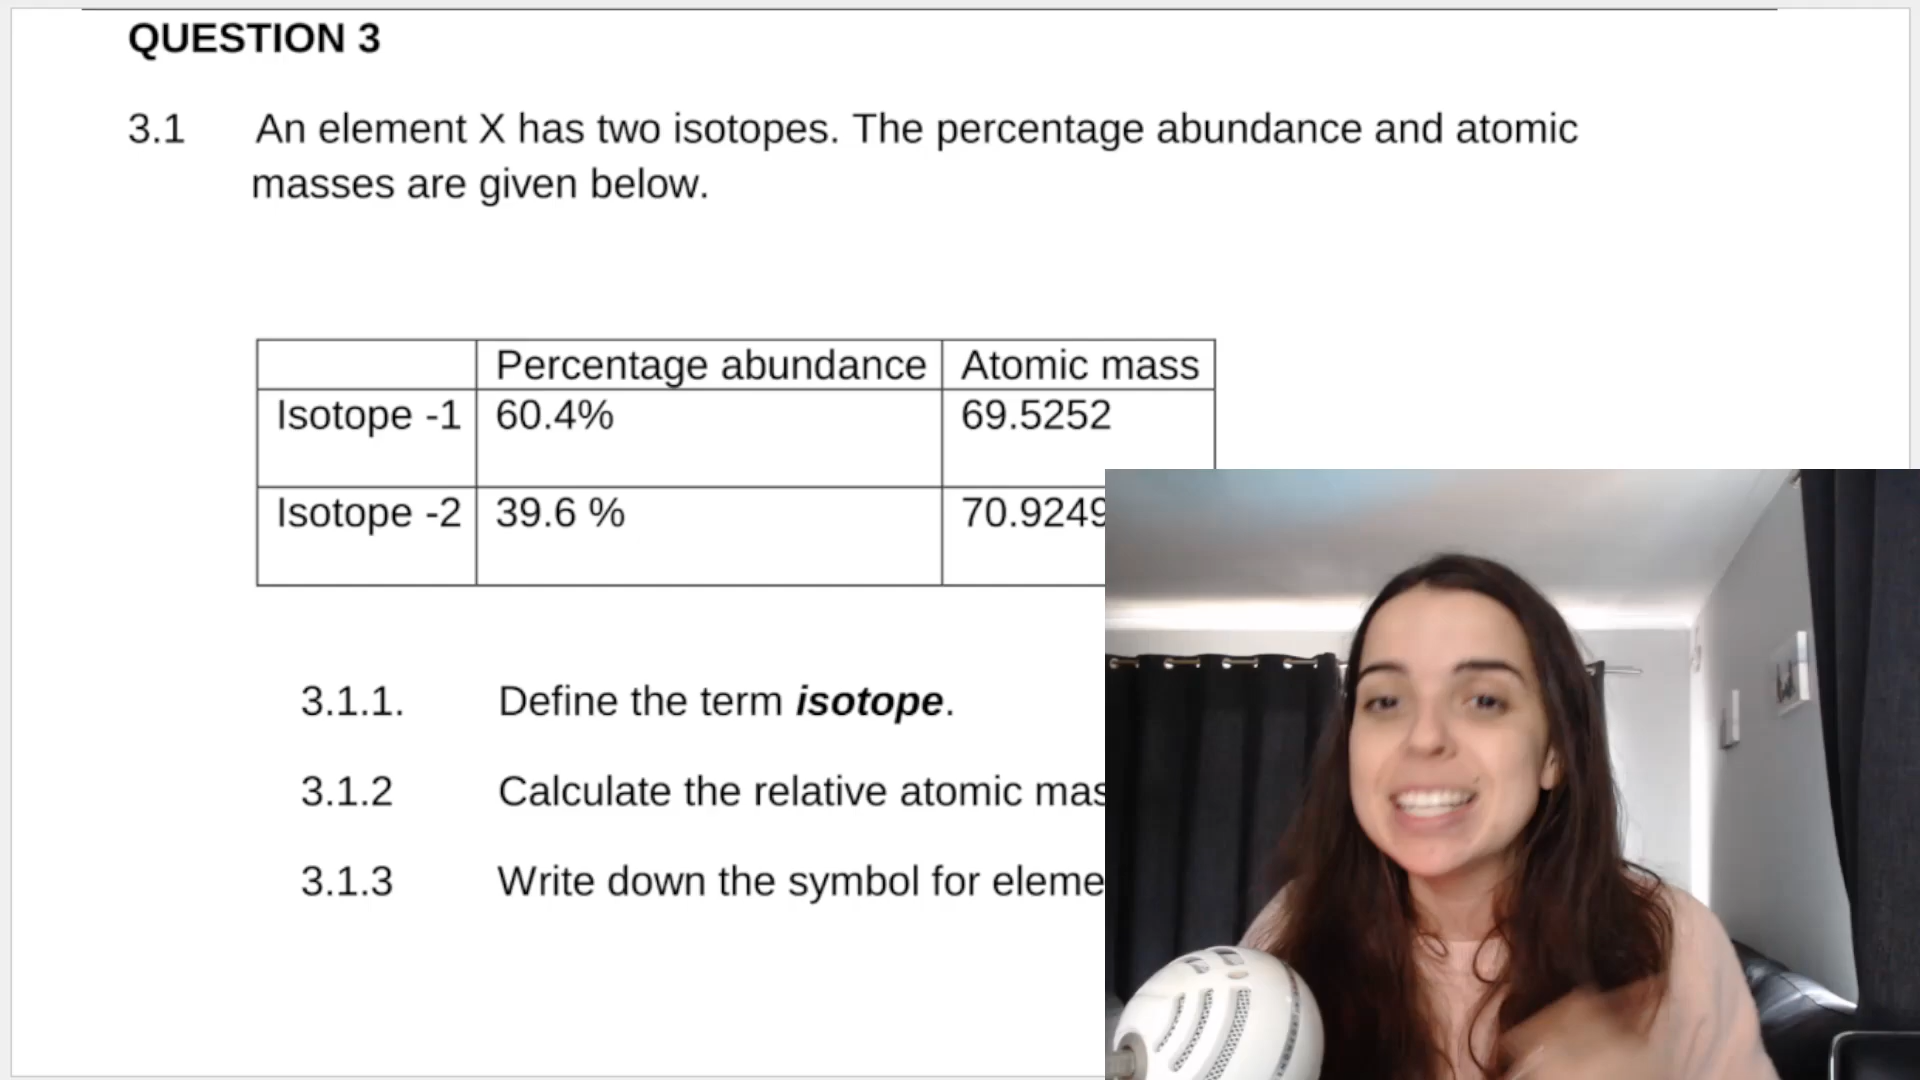 QUESTION 3
3.1 An element X has two isotopes. The percentage abundance and atomic
masses are given below.
Percentage abundance Atomic mass
Isotope -1 60.4% 69.5252
Isotope -2 39.6 % 70.9249
3.1.1. Define the term isotope.
3.1.2 Calculate the relative atomic
3.1.3 Write down the symbol for